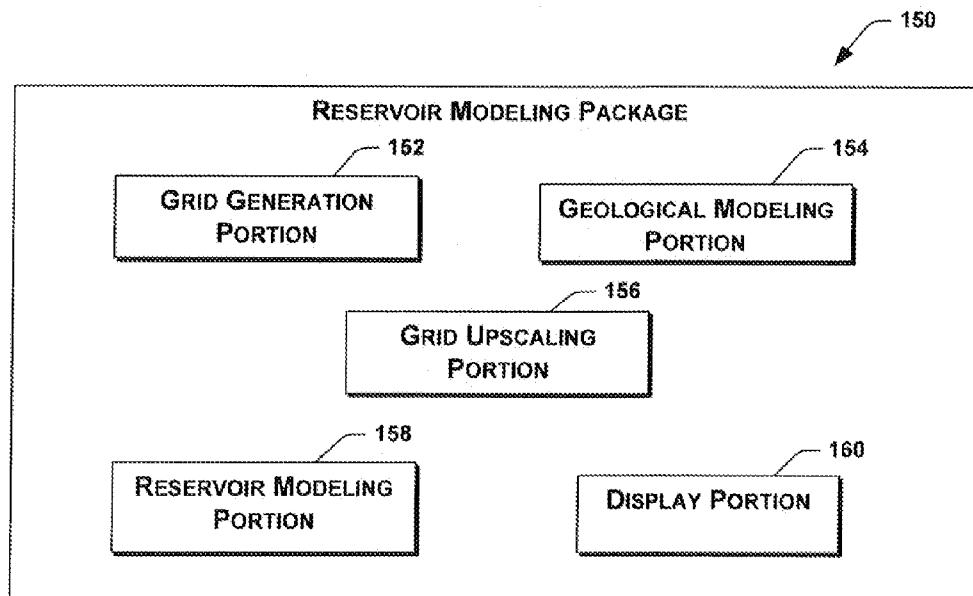 150
RESERVOIR MODELING PACKAGE
152
GRID GENERATION
PORTION
154
GEOLOGICAL MODELING
PORTION
156
GRID UPSCALING
PORTION
158
RESERVOIR MODELING
PORTION
160
DISPLAY PORTION